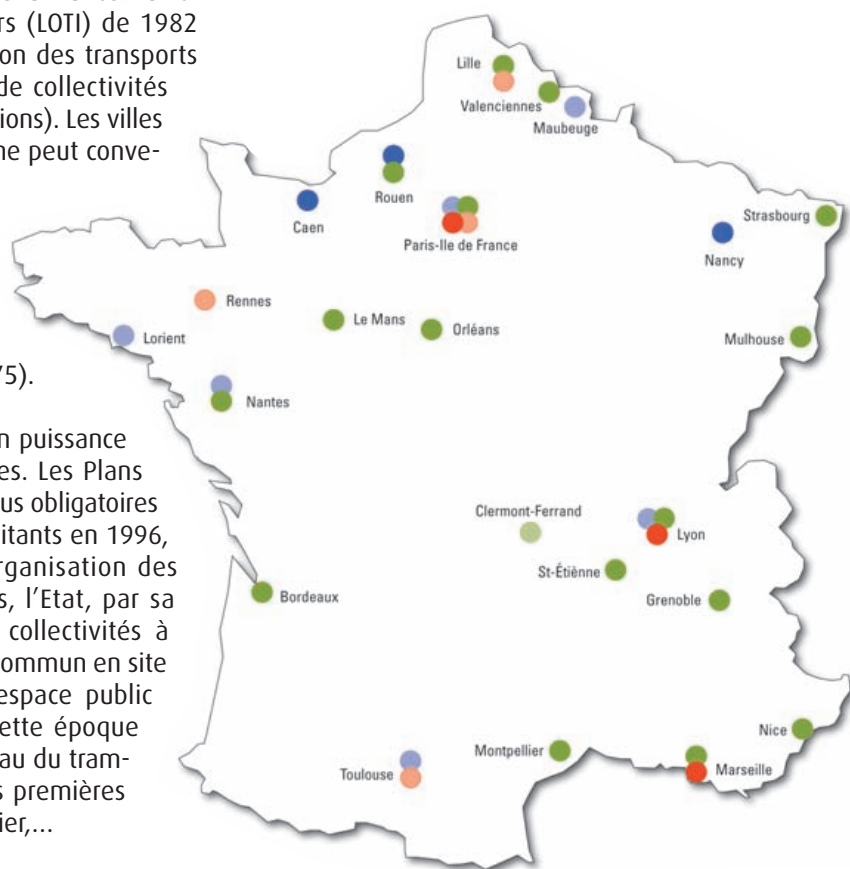 rs (LOTI) de 1982
on des transports
de collectivités
ions). Les villes
ne peut conve-
75).
n puissance
es. Les Plans
us obligatoires
itants en 1996,
rganisation des
s, l’Etat, par sa
collectivités à
ommun en site
espace public
ette époque
au du tram-
s premières
ier,...
Lille
Valenciennes
Maubeuge
Rouen
Caen
Paris-Ile de France
Strasbourg
Nancy
Rennes
Le Mans
Orléans
Lorient
Mulhouse
Nantes
Clermont-Ferrand
Lyon
St-Étiènne
Grenoble
Bordeaux
Nice
Montpellier
Toulouse
Marseille